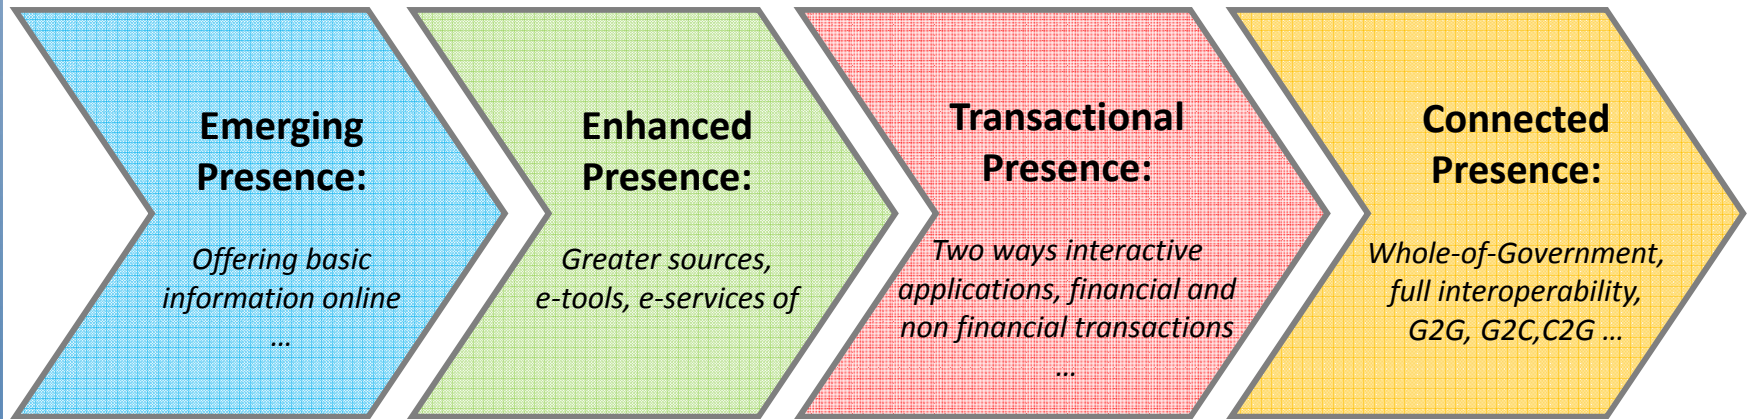 Emerging
Presence:
Offering basic
information online
…
Enhanced
Presence:
Greater sources,
e-tools, e-services of
Transactional
Presence:
Two ways interactive
applications, financial and
non financial transactions
…
Connected
Presence:
Whole-of-Government,
full interoperability,
G2G, G2C,C2G …